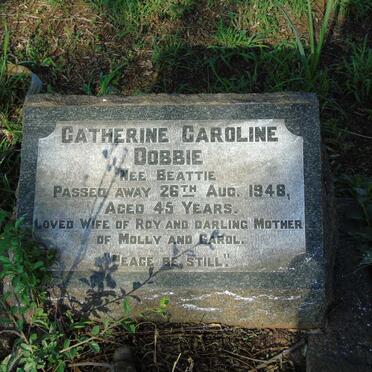 CATHERINE CAROLINE
DOBBIE
NEE BEATTIE
PASSED AWAY 26TH AUG. 1948,
AGED 45 YEARS.
LOVED WIFE OF ROY AND DARLING MOTHER
OF MOLLY AND CAROL.
"PEACE BE STILL."